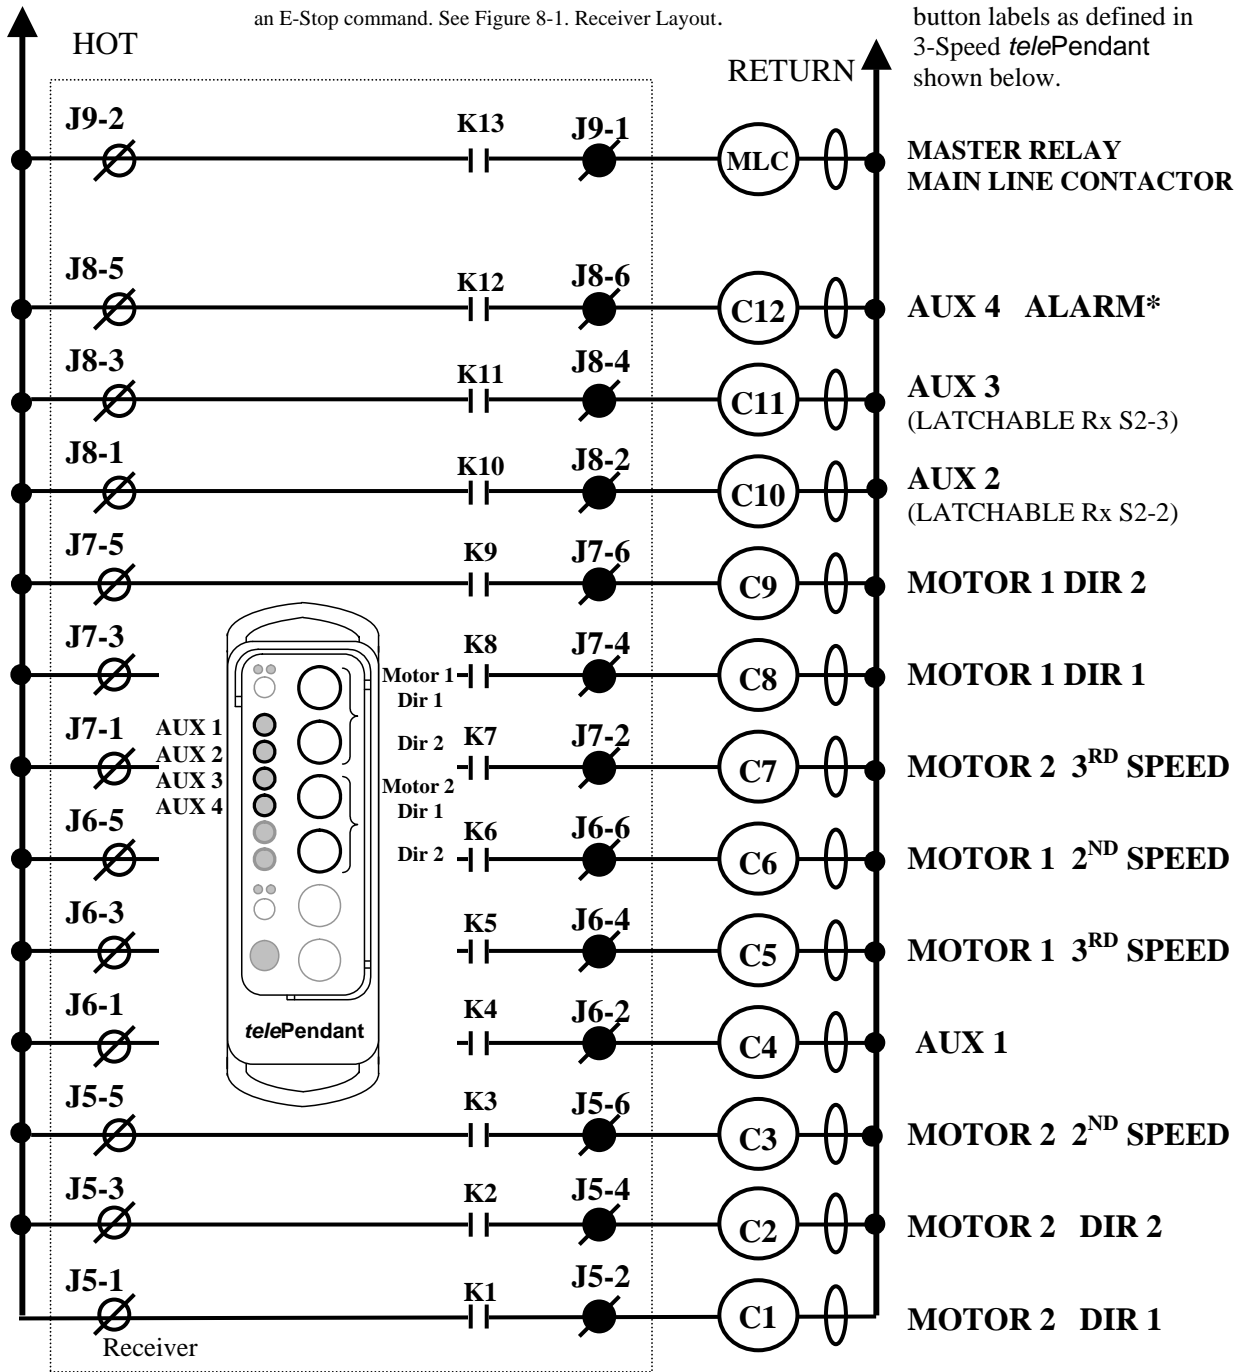 an E-Stop command. See Figure 8-1. Receiver Layout.
button labels as defined in
3-Speed telePendant
shown below.
HOT
RETURN
J9-2
K13
J9-1
MLC
MASTER RELAY
MAIN LINE CONTACTOR
J8-5
K12
J8-6
C12
AUX 4 ALARM*
J8-3
K11
J8-4
C11
AUX 3
(LATCHABLE Rx S2-3)
J8-1
K10
J8-2
C10
AUX 2
(LATCHABLE Rx S2-2)
J7-5
K9
J7-6
C9
MOTOR 1 DIR 2
J7-3
K8
J7-4
C8
MOTOR 1 DIR 1
J7-1
K7
J7-2
C7
MOTOR 2 3RD SPEED
J6-5
K6
J6-6
C6
MOTOR 1 2ND SPEED
J6-3
K5
J6-4
C5
MOTOR 1 3RD SPEED
J6-1
K4
J6-2
C4
AUX 1
J5-5
K3
J5-6
C3
MOTOR 2 2ND SPEED
J5-3
K2
J5-4
C2
MOTOR 2 DIR 2
J5-1
K1
J5-2
C1
MOTOR 2 DIR 1
Receiver
AUX 1
AUX 2
AUX 3
AUX 4
Motor 1
Dir 1
Dir 2
Motor 2
Dir 1
Dir 2
telePendant